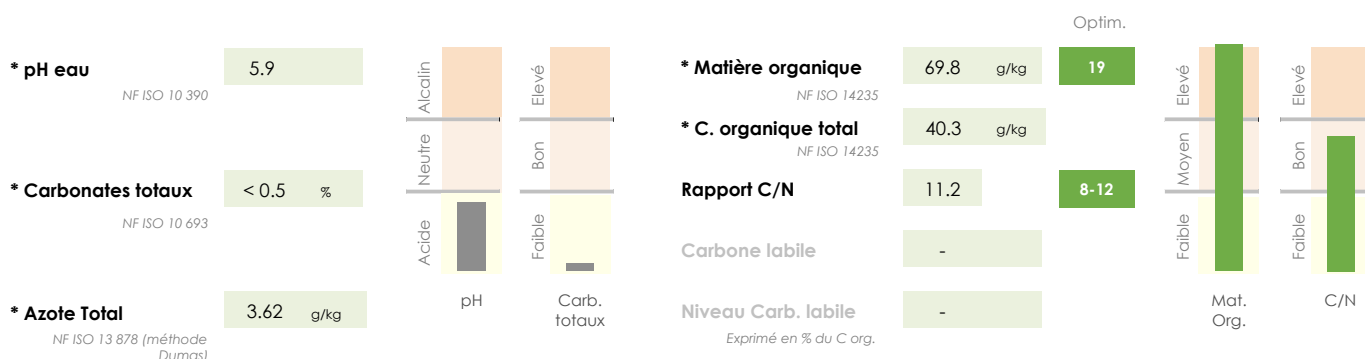 Optim.
* pH eau 5.9
NF ISO 10 390
* Carbonates totaux < 0.5 %
NF ISO 10 693
* Azote Total 3.62 g/kg
NF ISO 13 878 (méthode
Dumas)
Alcalin
Neutre
Acide
Elevé
Bon
Faible
pH
Carb.
totaux
* Matière organique 69.8 g/kg 19
NF ISO 14235
* C. organique total 40.3 g/kg
NF ISO 14235
Rapport C/N 11.2 8-12
Carbone labile -
Niveau Carb. labile -
Exprimé en % du C org.
Elevé
Moyen
Faible
Elevé
Bon
Faible
Mat.
Org.
C/N